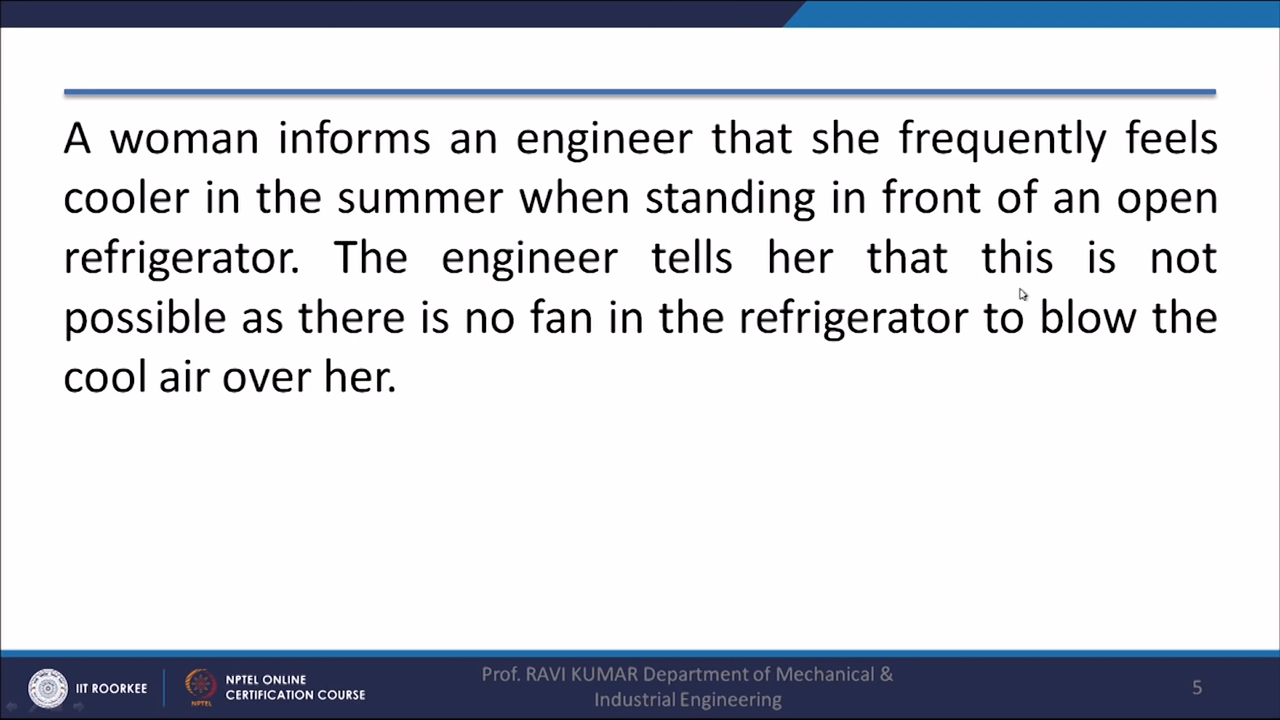 A woman informs an engineer that she frequently feels
cooler in the summer when standing in front of an open
refrigerator. The engineer tells her that this is not
possible as there is no fan in the refrigerator to blow the
cool air over her.
IIT ROORKEE
NPTEL
NPTEL ONLINE
CERTIFICATION COURSE
Prof. RAVI KUMAR Department of Mechanical &
Industrial Engineering
5